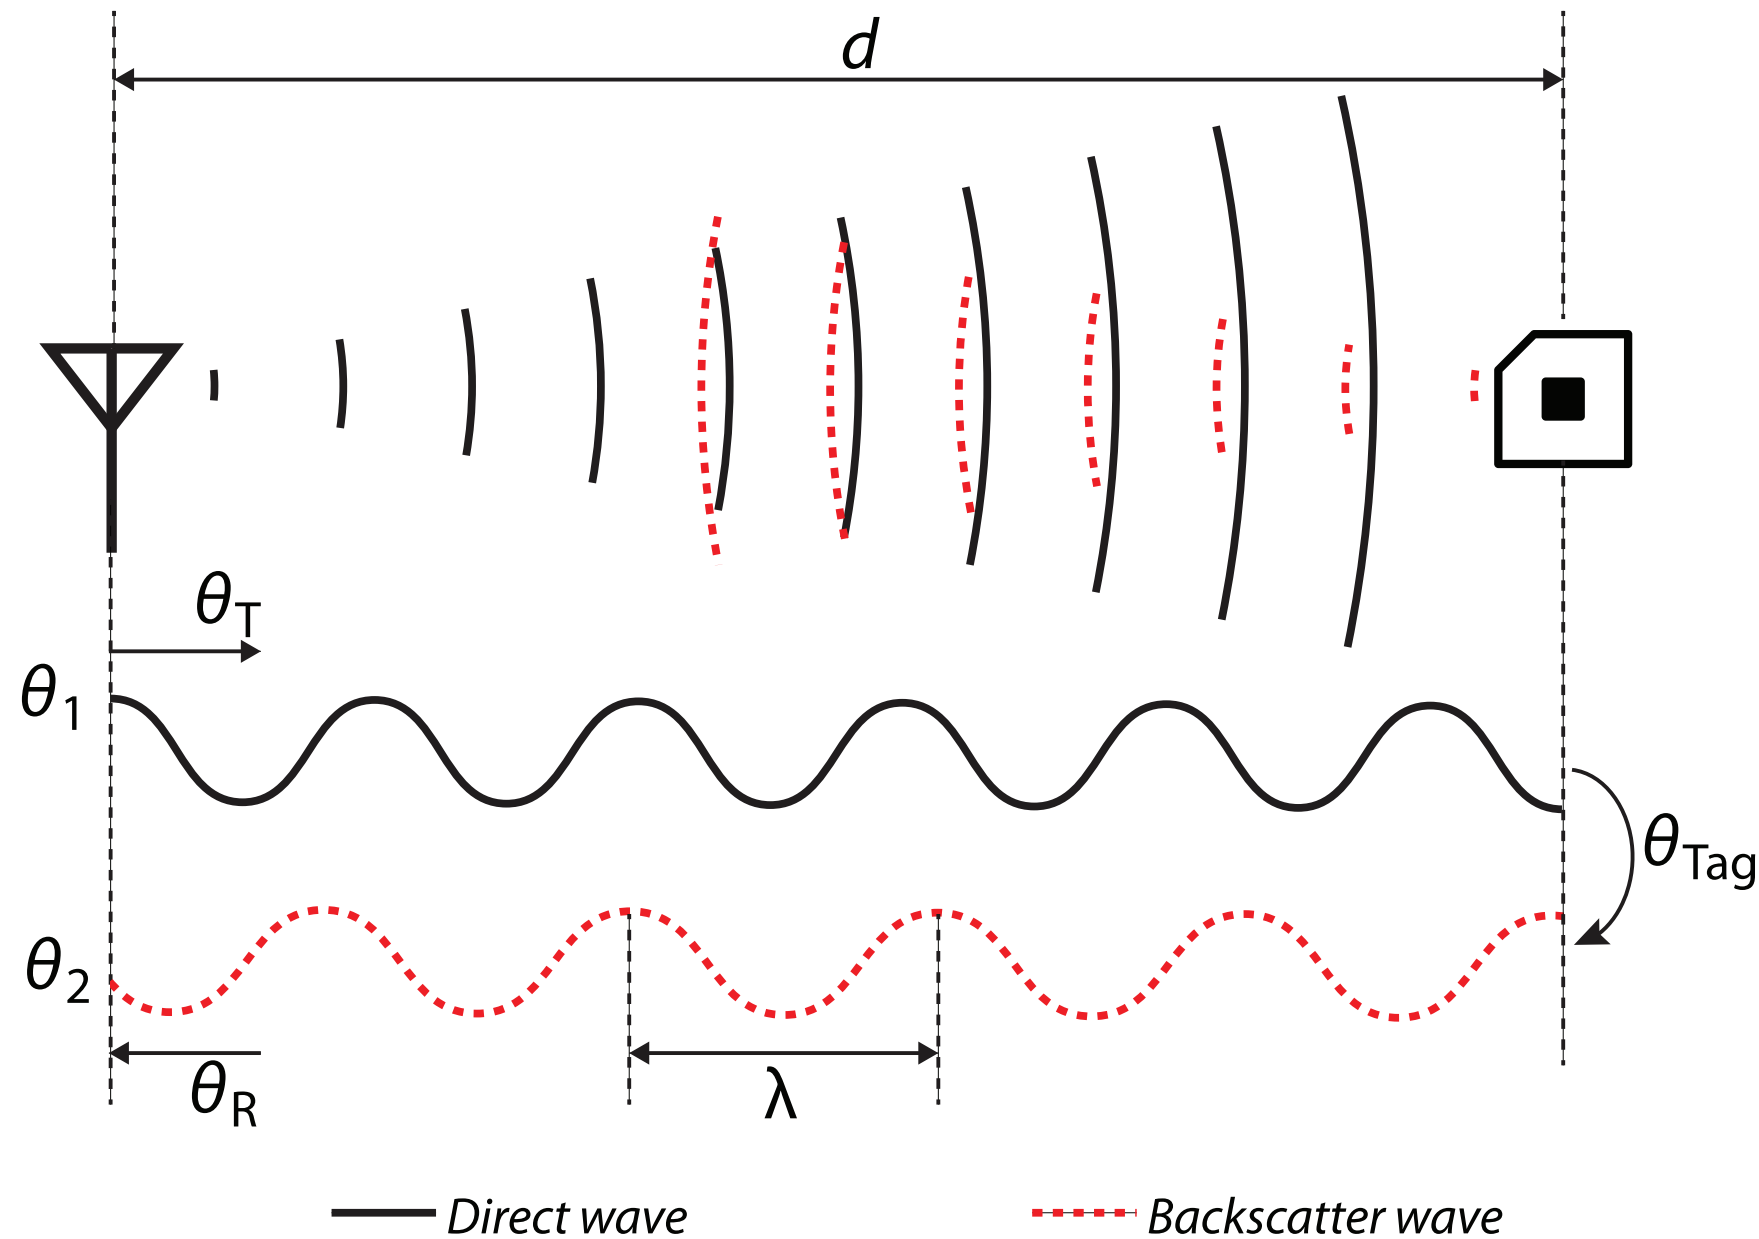 d
θT
θ1
θTag
θ2
θR
λ
Direct wave
Backscatter wave